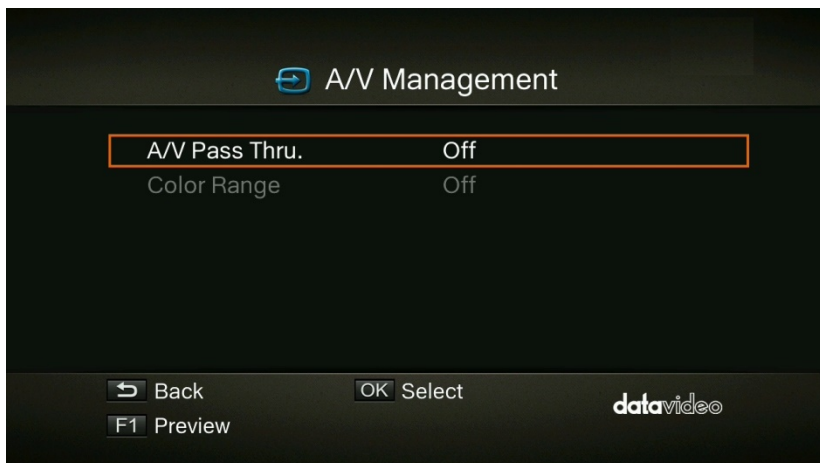 A/V Management
A/V Pass Thru. Off
Color Range Off
Back OK Select
F1 Preview
datavideo